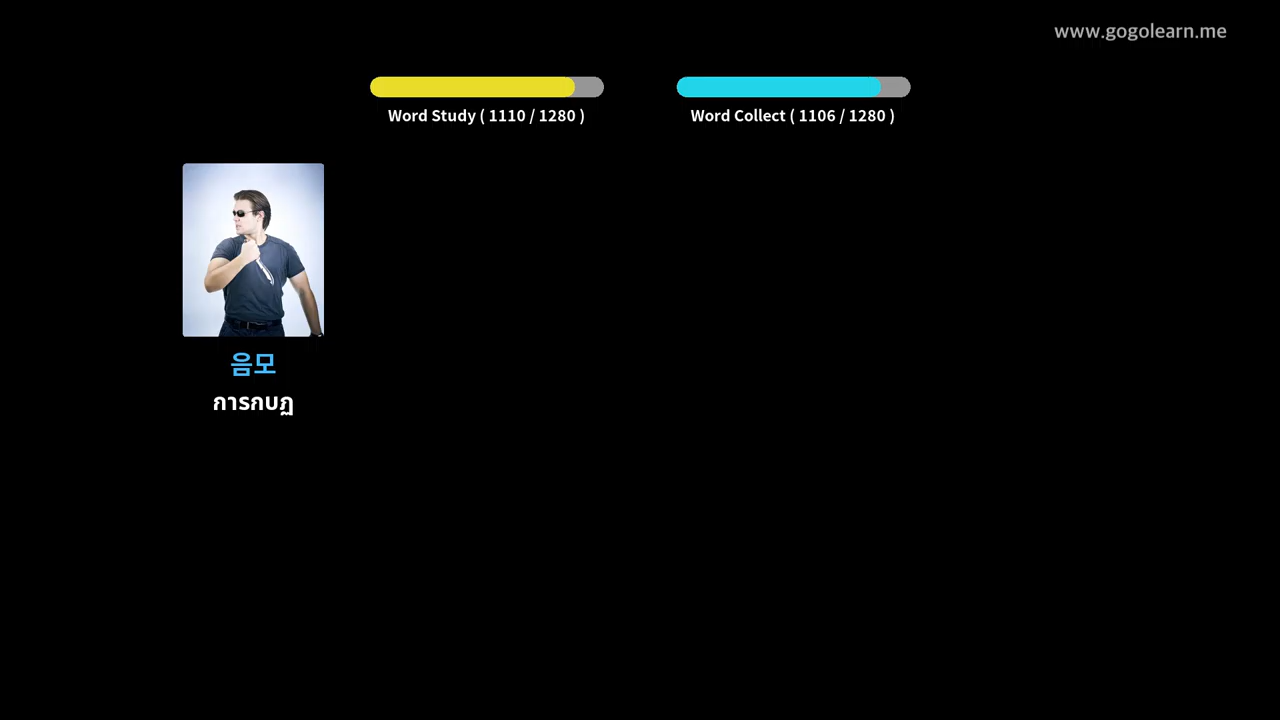 www.gogolearn.me
Word Study ( 1110 / 1280 )
Word Collect ( 1106 / 1280 )
음모
การกบฏ